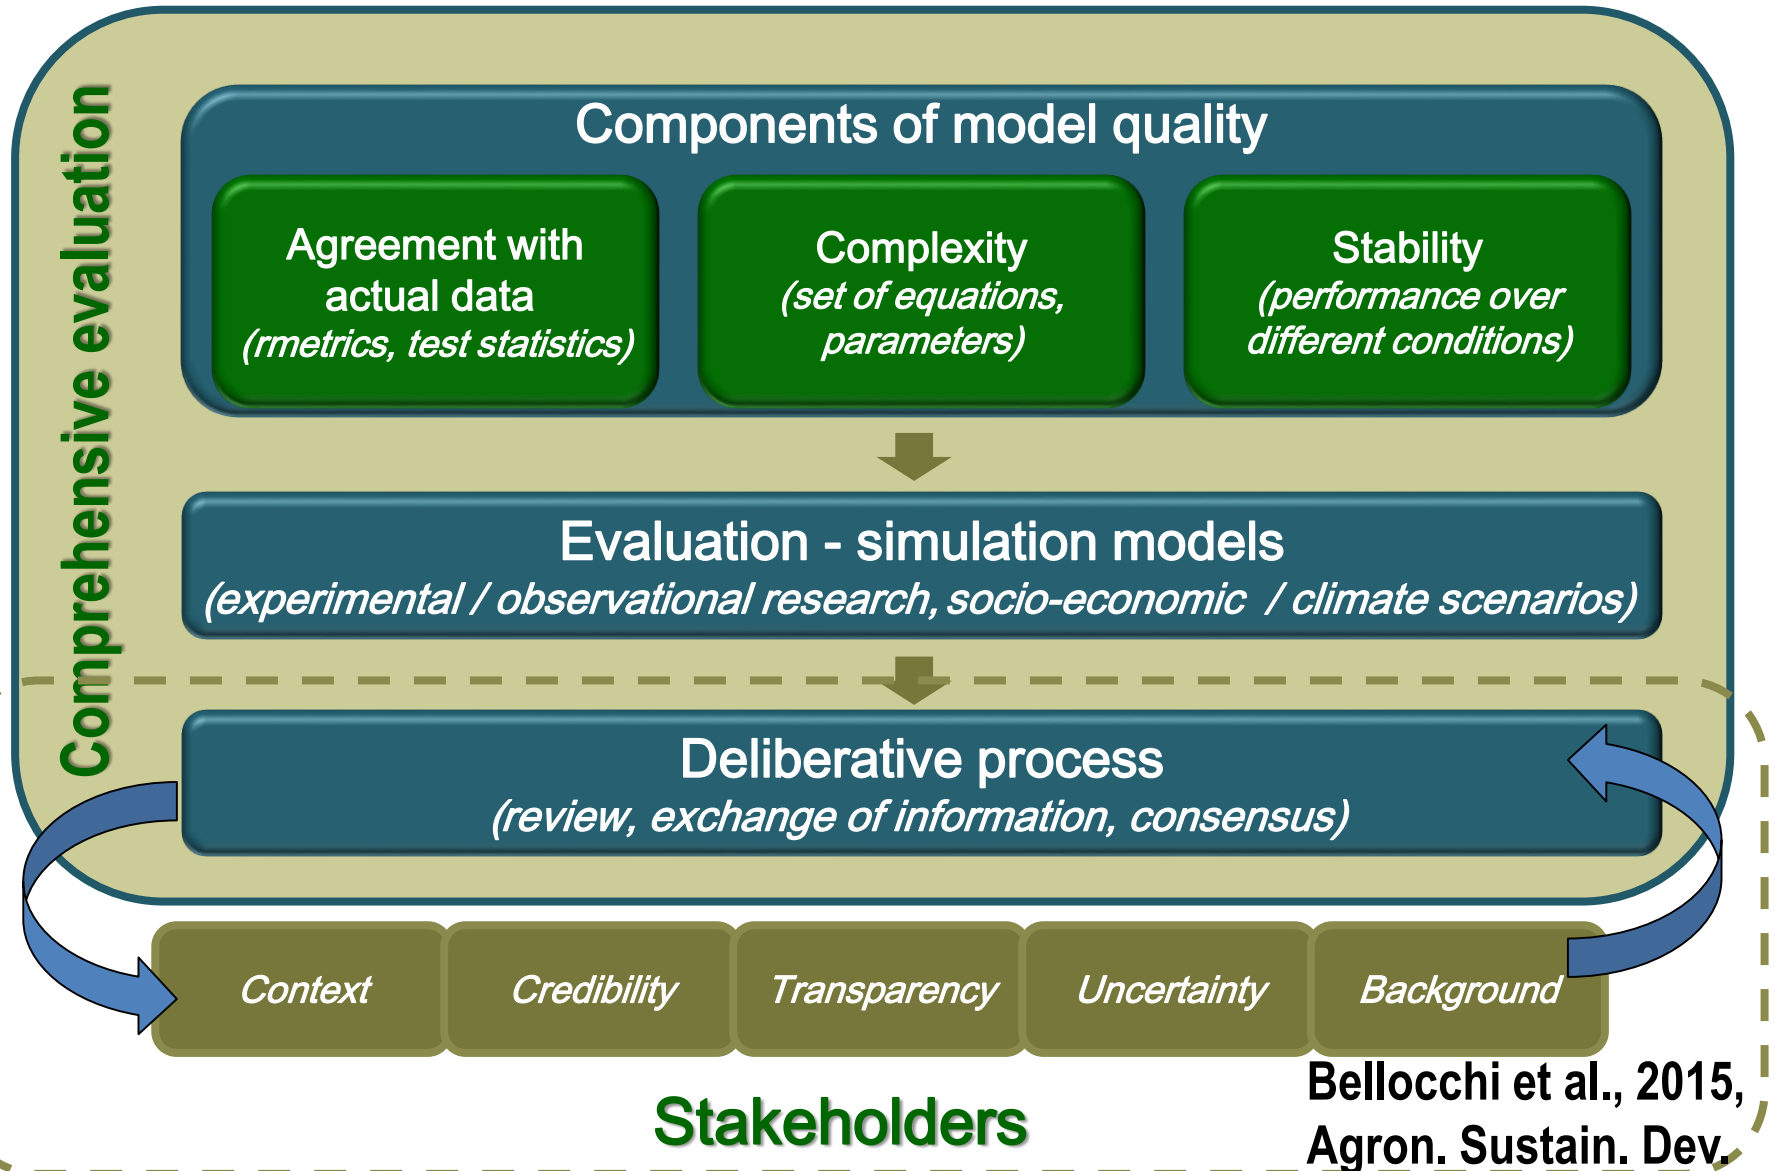 Comprehensive evaluation
Components of model quality
Agreement with
actual data
(rmetrics, test statistics)
Complexity
(set of equations,
parameters)
Stability
(performance over
different conditions)
Evaluation - simulation models
(experimental / observational research, socio-economic / climate scenarios)
Deliberative process
(review, exchange of information, consensus)
Context
Credibility
Transparency
Uncertainty
Background
Stakeholders
Bellocchi et al., 2015,
Agron. Sustain. Dev.